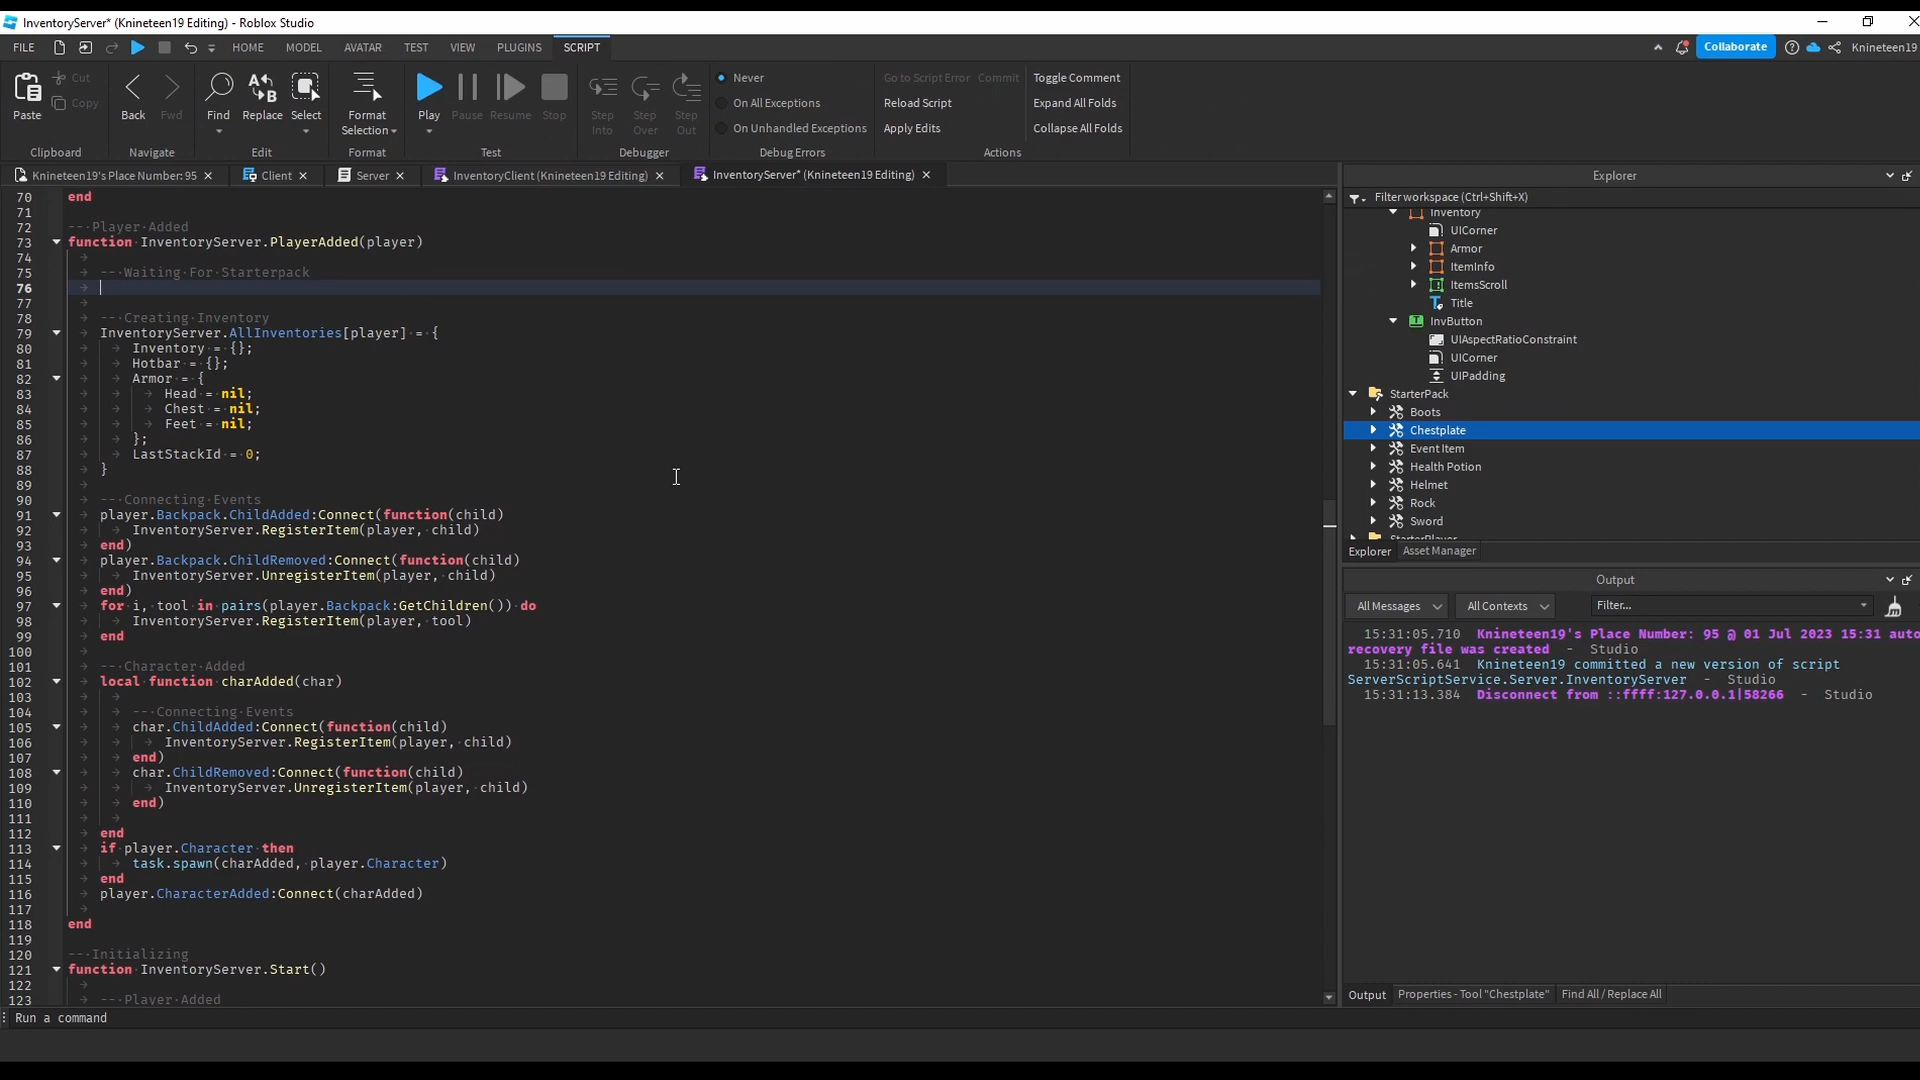 InventoryServer* (Knineteen19 Editing) - Roblox Studio
FILE HOME MODEL AVATAR TEST VIEW PLUGINS SCRIPT Collaborate Knineteen19
Paste Cut Copy Back Fwd Find Replace Select Format Selection Play Pause Resume Stop Step Into Step Over Step Out
Never
On All Exceptions
On Unhandled Exceptions
Go to Script Error Commit
Reload Script
Apply Edits
Toggle Comment
Expand All Folds
Collapse All Folds
Clipboard Navigate Edit Format Test Debugger Debug Errors Actions
Knineteen19's Place Number: 95 Client Server InventoryClient (Knineteen19 Editing) InventoryServer* (Knineteen19 Editing)
70 end
71
72 -- Player Added
73 function InventoryServer.PlayerAdded(player)
74
75 -- Waiting For Starterpack
76
77
78 -- Creating Inventory
79 InventoryServer.AllInventories[player] = {
80 Inventory = {};
81 Hotbar = {};
82 Armor = {
83 Head = nil;
84 Chest = nil;
85 Feet = nil;
86 };
87 LastStackId = 0;
88 }
89
90 -- Connecting Events
91 player.Backpack.ChildAdded:Connect(function(child)
92 InventoryServer.RegisterItem(player, child)
93 end)
94 player.Backpack.ChildRemoved:Connect(function(child)
95 InventoryServer.UnregisterItem(player, child)
96 end)
97 for i, tool in pairs(player.Backpack:GetChildren()) do
98 InventoryServer.RegisterItem(player, tool)
99 end
100
101 -- Character Added
102 local function charAdded(char)
103
104 -- Connecting Events
105 char.ChildAdded:Connect(function(child)
106 InventoryServer.RegisterItem(player, child)
107 end)
108 char.ChildRemoved:Connect(function(child)
109 InventoryServer.UnregisterItem(player, child)
110 end)
111
112 end
113 if player.Character then
114 task.spawn(charAdded, player.Character)
115 end
116 player.CharacterAdded:Connect(charAdded)
117
118 end
119
120 -- Initializing
121 function InventoryServer.Start()
122
123 -- Player Added
Run a command
Explorer
Filter workspace (Ctrl+Shift+X)
Inventory
UICorner
Armor
ItemInfo
ItemsScroll
Title
InvButton
UIAspectRatioConstraint
UICorner
UIPadding
StarterPack
Boots
Chestplate
Event Item
Health Potion
Helmet
Rock
Sword
StarterPlayer
Explorer Asset Manager
Output
All Messages All Contexts Filter...
15:31:05.710 Knineteen19's Place Number: 95 @ 01 Jul 2023 15:31 auto
recovery file was created - Studio
15:31:05.641 Knineteen19 committed a new version of script
ServerScriptService.Server.InventoryServer - Studio
15:31:13.384 Disconnect from ::ffff:127.0.0.1|58266 - Studio
Output Properties - Tool "Chestplate" Find All / Replace All